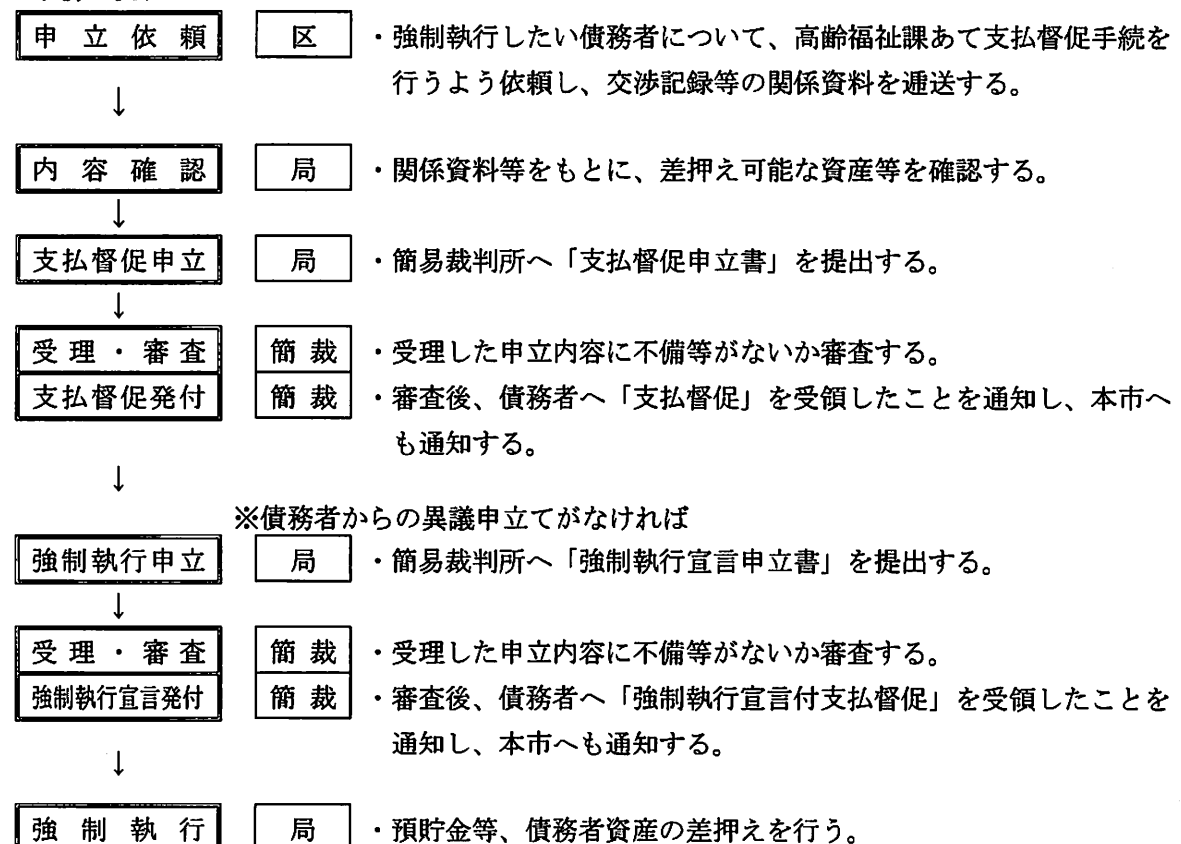 申立依頼 区 ・強制執行したい債務者について、高齢福祉課あて支払督促手続を
行うよう依頼し、交渉記録等の関係資料を逓送する。
↓
内容確認 局 ・関係資料等をもとに、差押え可能な資産等を確認する。
↓
支払督促申立 局 ・簡易裁判所へ「支払督促申立書」を提出する。
↓
受理・審査 簡裁 ・受理した申立内容に不備等がないか審査する。
支払督促発付 簡裁 ・審査後、債務者へ「支払督促」を受領したことを通知し、本市へ
も通知する。
↓
※債務者からの異議申立てがなければ
強制執行申立 局 ・簡易裁判所へ「強制執行宣言申立書」を提出する。
↓
受理・審査 簡裁 ・受理した申立内容に不備等がないか審査する。
強制執行宣言発付 簡裁 ・審査後、債務者へ「強制執行宣言付支払督促」を受領したことを
通知し、本市へも通知する。
↓
強制執行 局 ・預貯金等、債務者資産の差押えを行う。